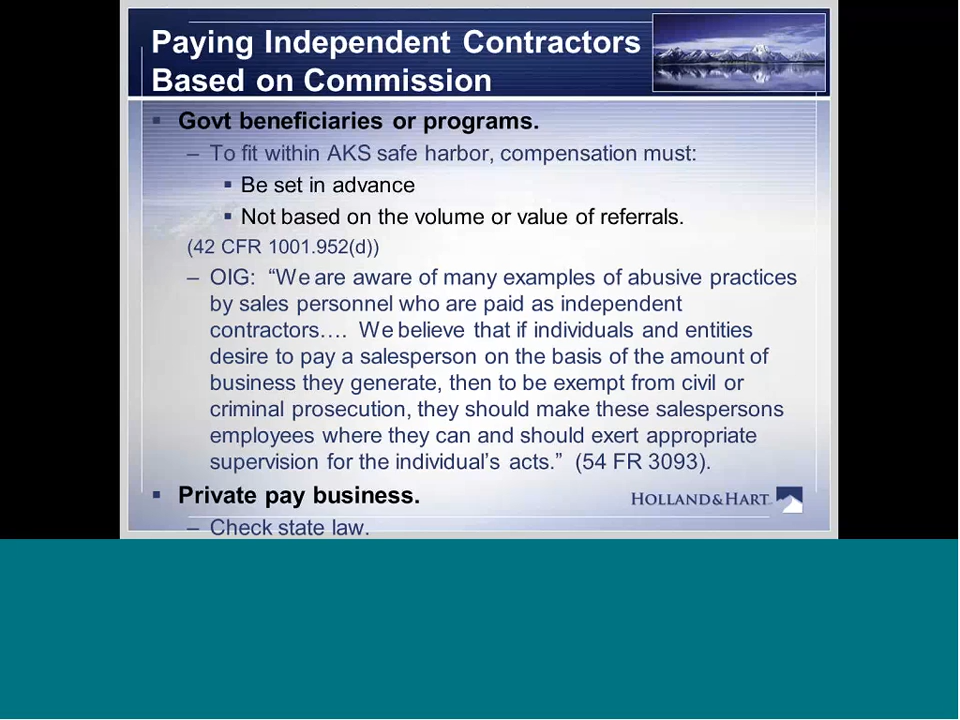 Paying Independent Contractors
Based on Commission
▪ Govt beneficiaries or programs.
– To fit within AKS safe harbor, compensation must:
▪ Be set in advance
▪ Not based on the volume or value of referrals.
(42 CFR 1001.952(d))
– OIG: “We are aware of many examples of abusive practices
by sales personnel who are paid as independent
contractors…. We believe that if individuals and entities
desire to pay a salesperson on the basis of the amount of
business they generate, then to be exempt from civil or
criminal prosecution, they should make these salespersons
employees where they can and should exert appropriate
supervision for the individual’s acts.” (54 FR 3093).
▪ Private pay business.
HOLLAND&HART
– Check state law.